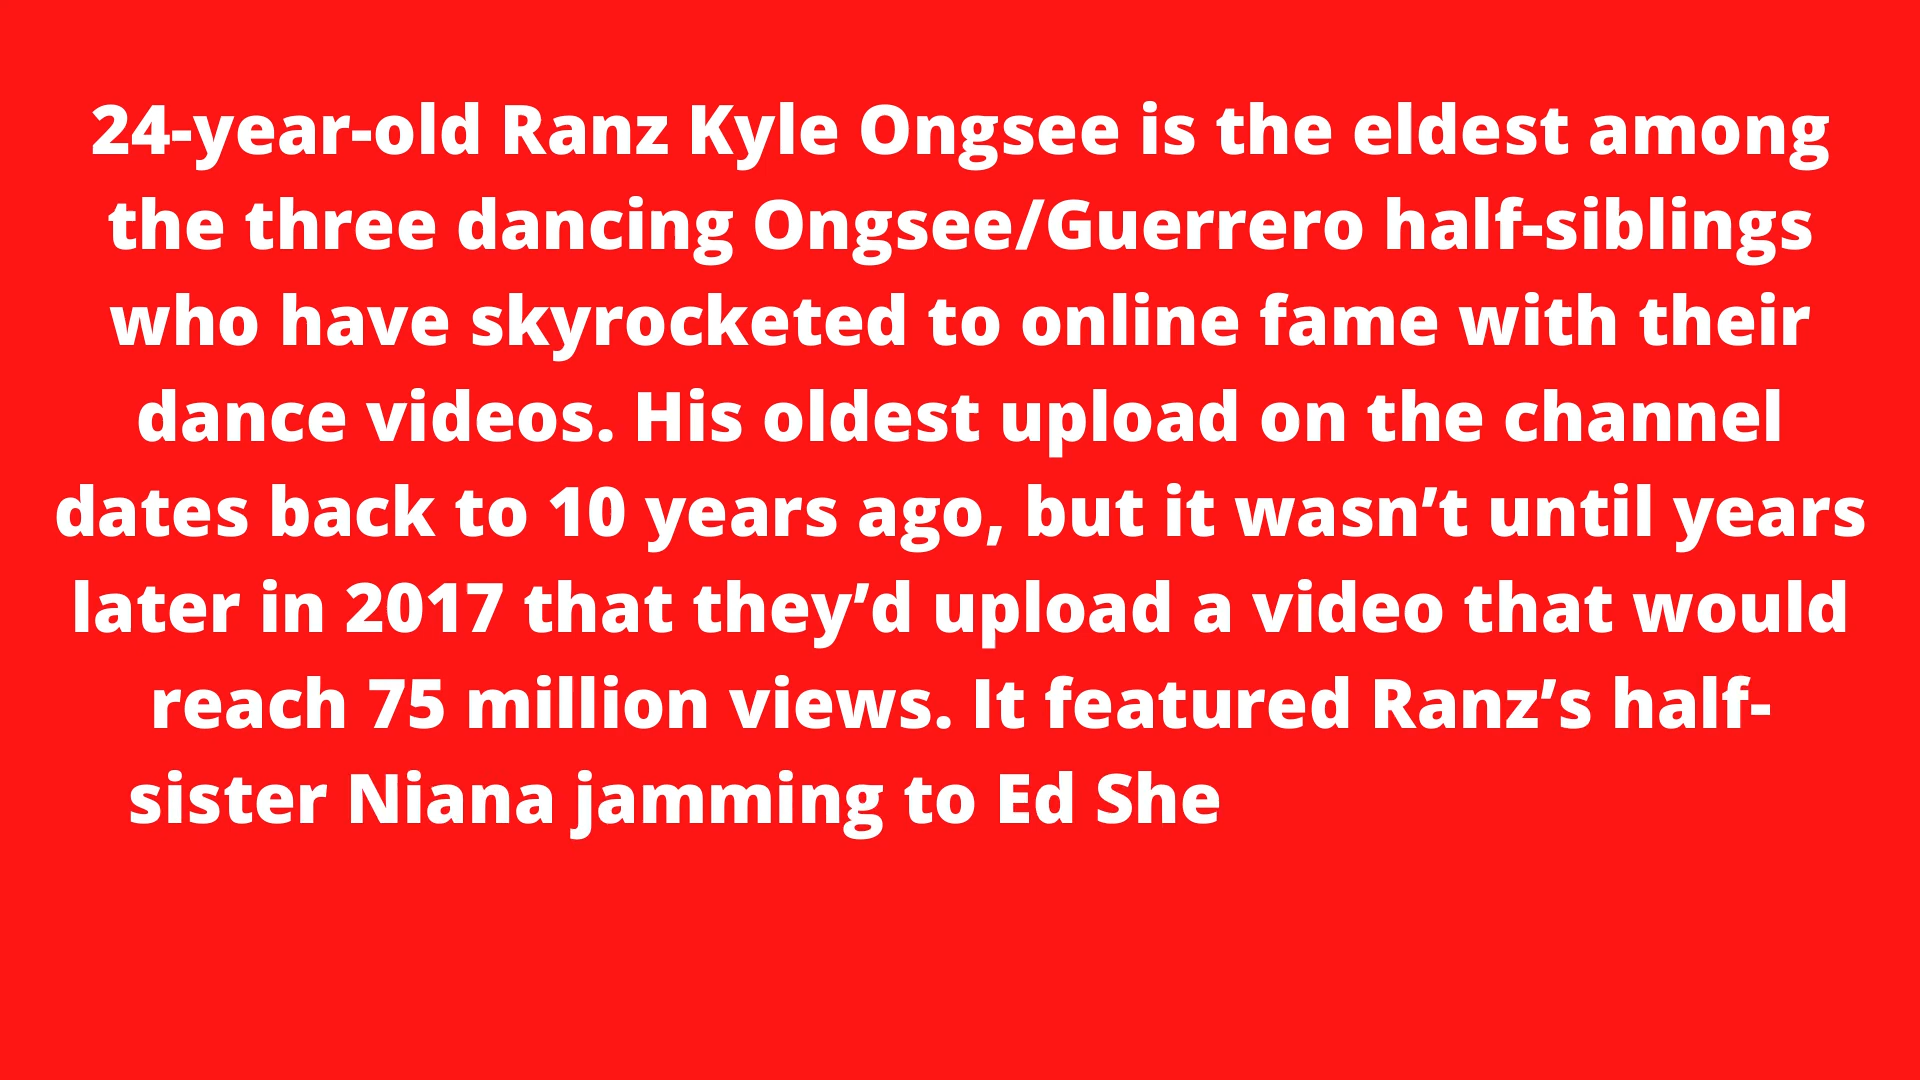 24-year-old Ranz Kyle Ongsee is the eldest among
the three dancing Ongsee/Guerrero half-siblings
who have skyrocketed to online fame with their
dance videos. His oldest upload on the channel
dates back to 10 years ago, but it wasn’t until years
later in 2017 that they’d upload a video that would
reach 75 million views. It featured Ranz’s half-
sister Niana jamming to Ed She